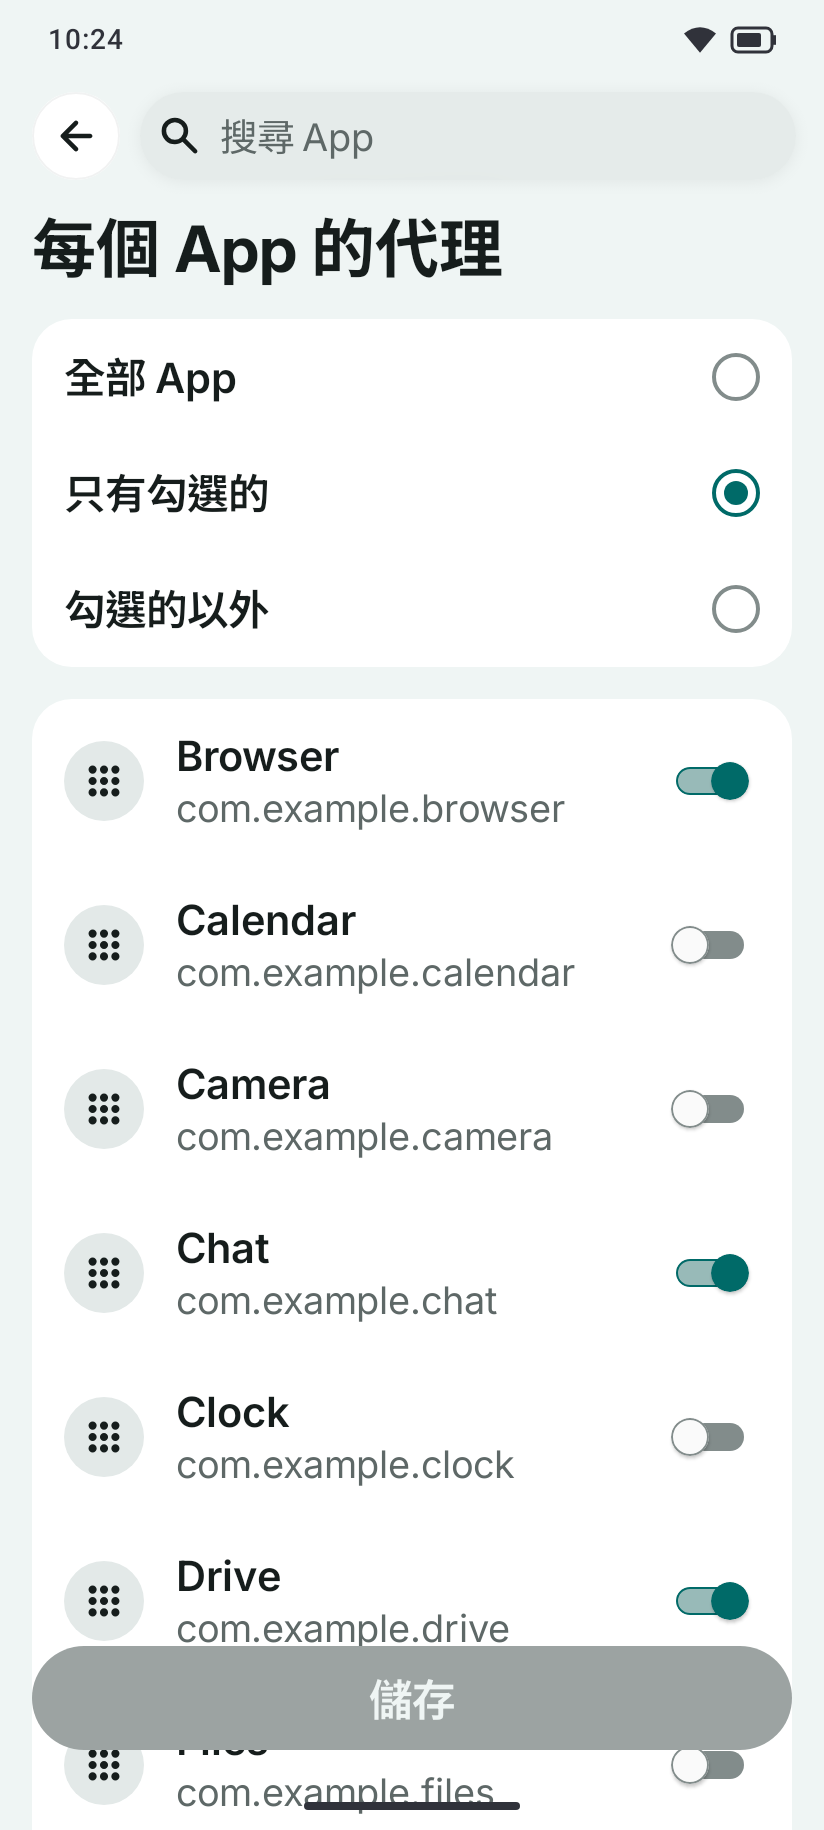 10:24
搜尋 App
每個 App 的代理
全部 App
只有勾選的
勾選的以外
Browser
com.example.browser
Calendar
com.example.calendar
Camera
com.example.camera
Chat
com.example.chat
Clock
com.example.clock
Drive
com.example.drive
儲存
Files
com.example.files